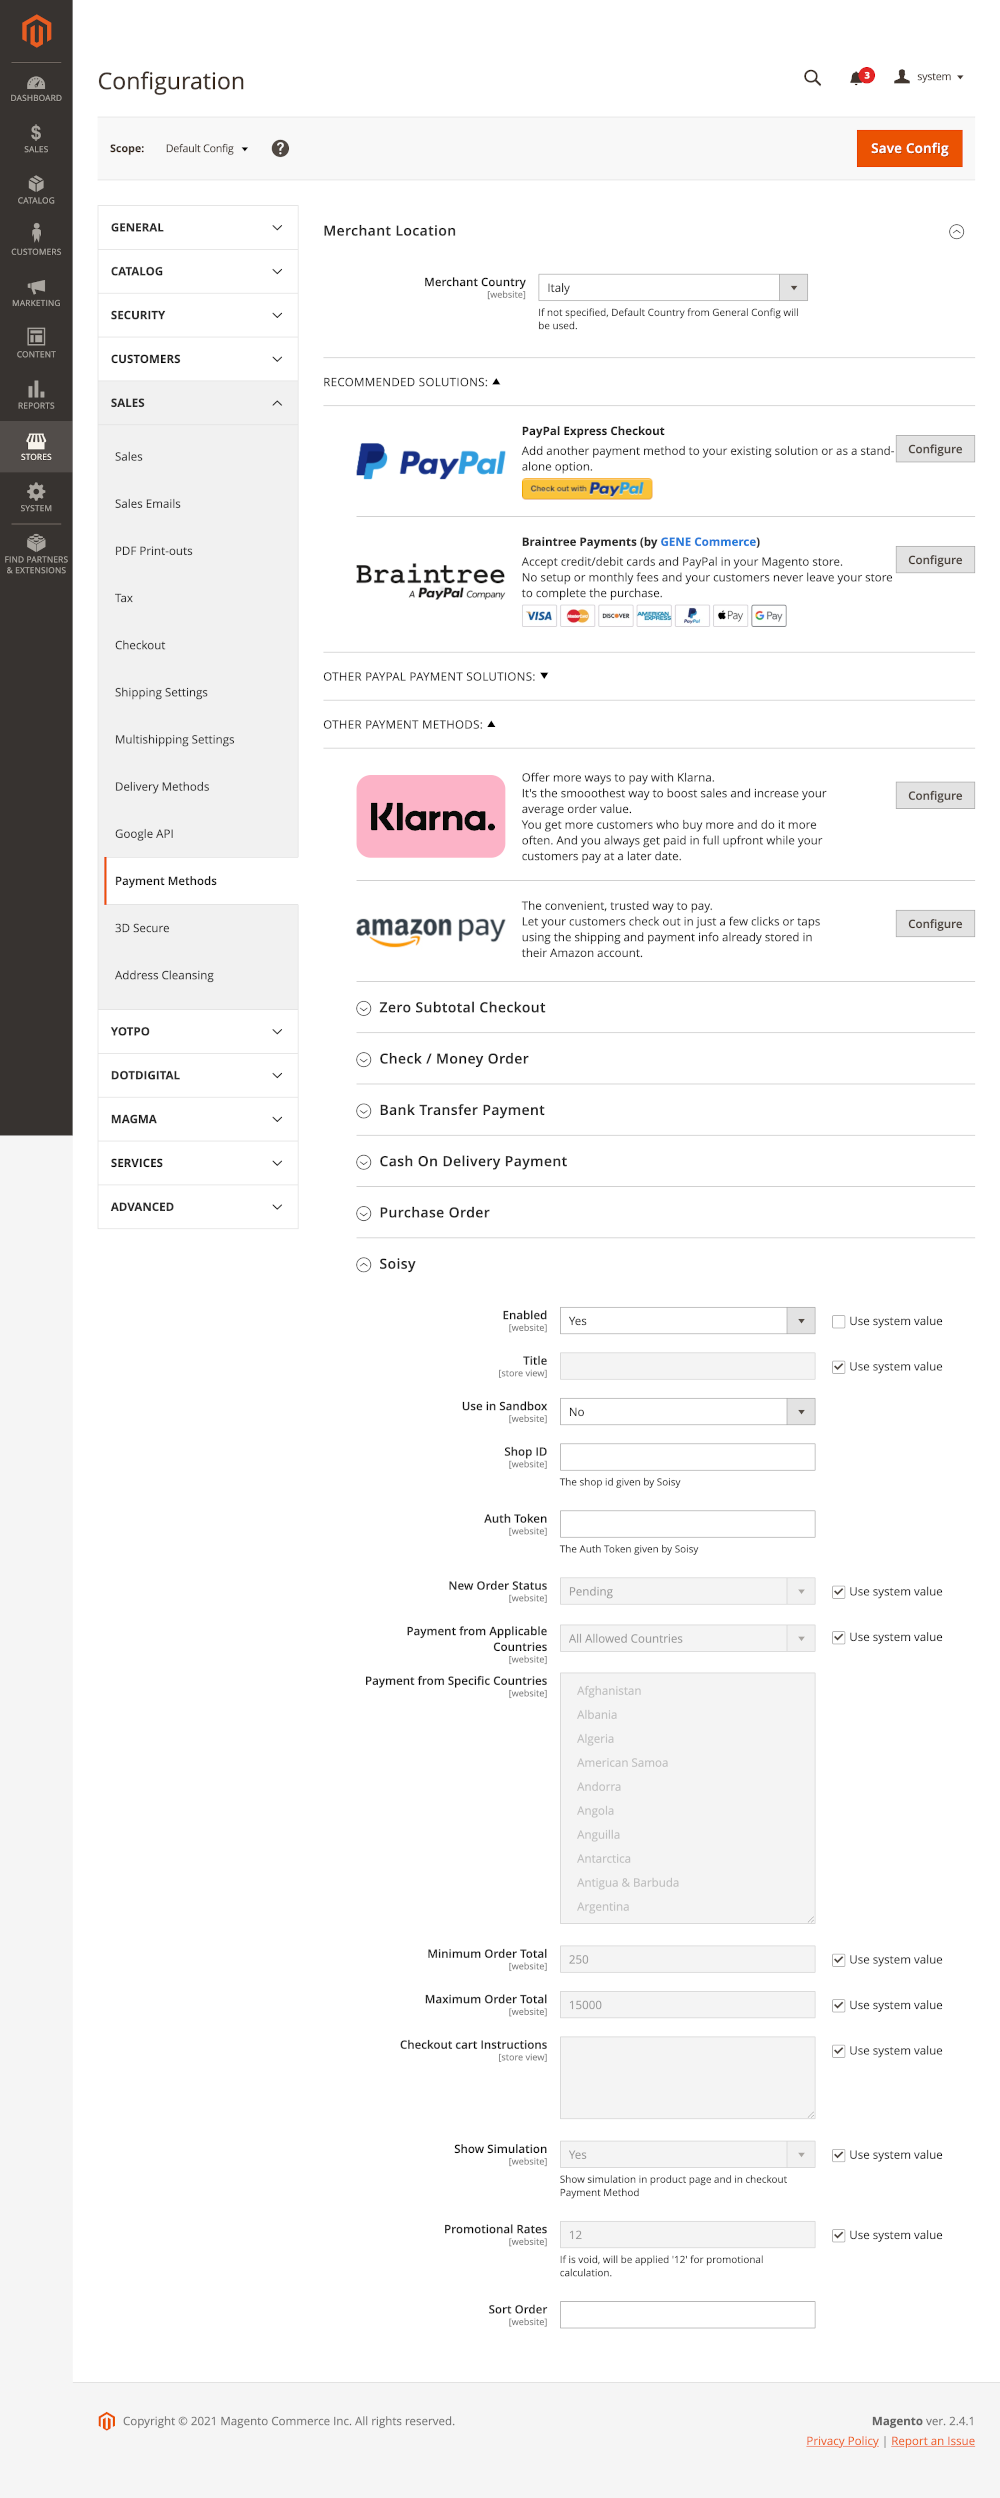 DASHBOARD
SALES
CATALOG
CUSTOMERS
MARKETING
CONTENT
REPORTS
STORES
SYSTEM
FIND PARTNERS
& EXTENSIONS
Configuration
3
system
Scope:
Default Config
?
Save Config
GENERAL
CATALOG
SECURITY
CUSTOMERS
SALES
Sales
Sales Emails
PDF Print-outs
Tax
Checkout
Shipping Settings
Multishipping Settings
Delivery Methods
Google API
Payment Methods
3D Secure
Address Cleansing
YOTPO
DOTDIGITAL
MAGMA
SERVICES
ADVANCED
Merchant Location
Merchant Country
[website]
Italy
If not specified, Default Country from General Config will
be used.
RECOMMENDED SOLUTIONS:
PayPal
PayPal Express Checkout
Add another payment method to your existing solution or as a stand-
alone option.
Check out with PayPal
Configure
Braintree
A PayPal Company
Braintree Payments (by GENE Commerce)
Accept credit/debit cards and PayPal in your Magento store.
No setup or monthly fees and your customers never leave your store
to complete the purchase.
VISA MasterCard DISCOVER AMERICAN EXPRESS PayPal Pay G Pay
Configure
OTHER PAYPAL PAYMENT SOLUTIONS:
OTHER PAYMENT METHODS:
Klarna.
Offer more ways to pay with Klarna.
It's the smooothest way to boost sales and increase your
average order value.
You get more customers who buy more and do it more
often. And you always get paid in full upfront while your
customers pay at a later date.
Configure
amazon pay
The convenient, trusted way to pay.
Let your customers check out in just a few clicks or taps
using the shipping and payment info already stored in
their Amazon account.
Configure
Zero Subtotal Checkout
Check / Money Order
Bank Transfer Payment
Cash On Delivery Payment
Purchase Order
Soisy
Enabled
[website]
Yes
Use system value
Title
[store view]
Use system value
Use in Sandbox
[website]
No
Shop ID
[website]
The shop id given by Soisy
Auth Token
[website]
The Auth Token given by Soisy
New Order Status
[website]
Pending
Use system value
Payment from Applicable
Countries
[website]
All Allowed Countries
Use system value
Payment from Specific Countries
[website]
Afghanistan
Albania
Algeria
American Samoa
Andorra
Angola
Anguilla
Antarctica
Antigua & Barbuda
Argentina
Minimum Order Total
[website]
250
Use system value
Maximum Order Total
[website]
15000
Use system value
Checkout cart Instructions
[store view]
Use system value
Show Simulation
[website]
Yes
Use system value
Show simulation in product page and in checkout
Payment Method
Promotional Rates
[website]
12
Use system value
If is void, will be applied '12' for promotional
calculation.
Sort Order
[website]
Copyright © 2021 Magento Commerce Inc. All rights reserved.
Magento ver. 2.4.1
Privacy Policy | Report an Issue